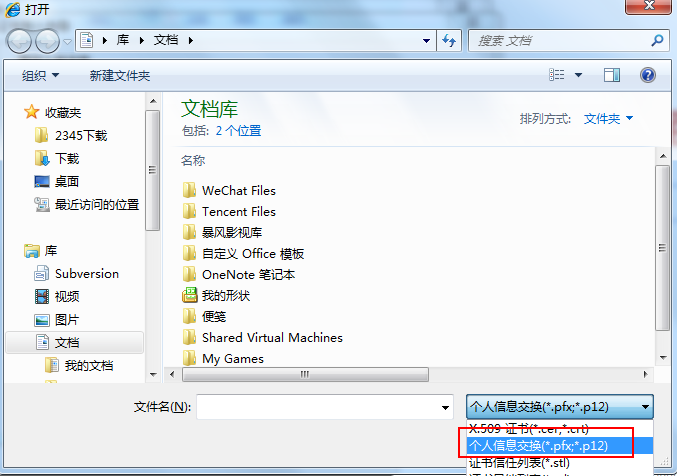 打开
库 文档
搜索 文档
组织 新建文件夹
收藏夹
2345下载
下载
桌面
最近访问的位置
库
Subversion
视频
图片
文档
我的文档
文档库
包括: 2 个位置
排列方式: 文件夹
名称
WeChat Files
Tencent Files
暴风影视库
自定义 Office 模板
OneNote 笔记本
我的形状
便笺
Shared Virtual Machines
My Games
文件名(N):
个人信息交换(*.pfx;*.p12)
X.509 证书(*.cer;*.crt)
个人信息交换(*.pfx;*.p12)
证书信任列表(*.stl)